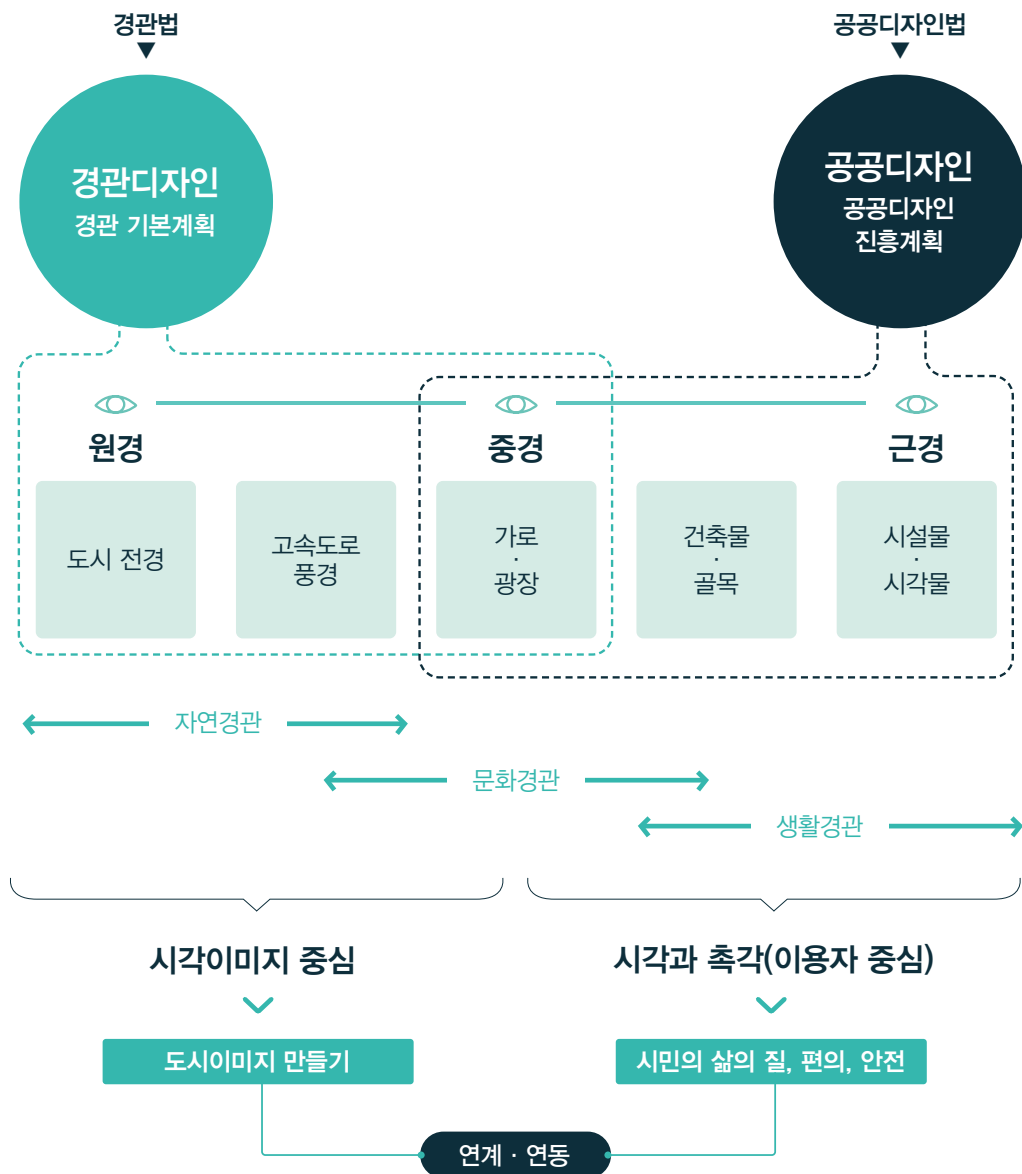 경관법
공공디자인법
경관디자인
경관 기본계획
공공디자인
공공디자인
진흥계획
원경
중경
근경
도시 전경
고속도로
풍경
가로
·
광장
건축물
·
골목
시설물
·
시각물
자연경관
문화경관
생활경관
시각이미지 중심
시각과 촉각(이용자 중심)
도시이미지 만들기
시민의 삶의 질, 편의, 안전
연계 · 연동